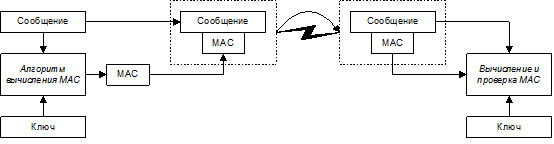 Сообщение
Сообщение
Сообщение
MAC
MAC
Алгоритм
вычисления MAC
MAC
Вычисление и
проверка MAC
Ключ
Ключ